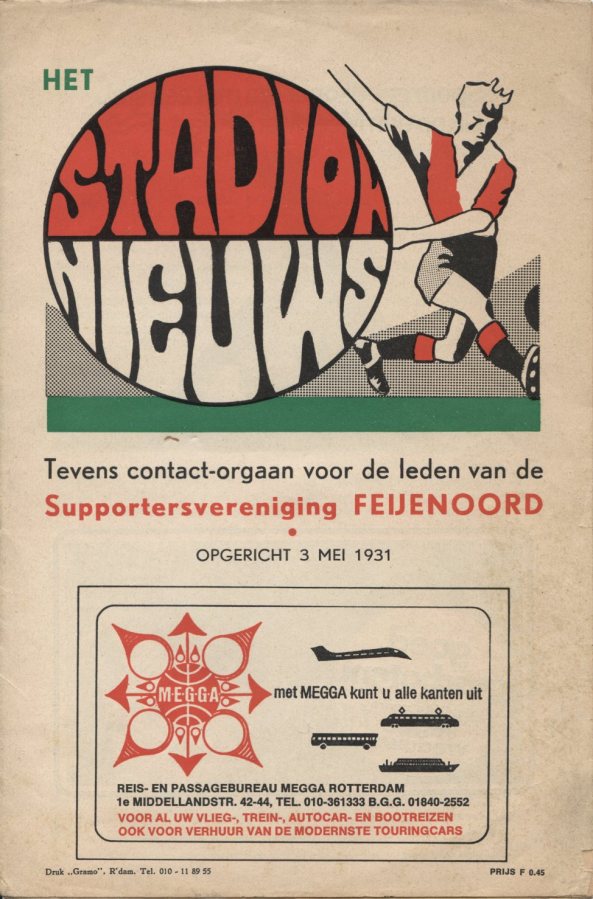 HET
STADION
NIEUWS
Tevens contact-orgaan voor de leden van de
Supportersvereniging FEIJENOORD
•
OPGERICHT 3 MEI 1931
MEGGA
met MEGGA kunt u alle kanten uit
REIS- EN PASSAGEBUREAU MEGGA ROTTERDAM
1e MIDDELLANDSTR. 42-44, TEL. 010-361333 B.G.G. 01840-2552
VOOR AL UW VLIEG-, TREIN-, AUTOCAR- EN BOOTREIZEN
OOK VOOR VERHUUR VAN DE MODERNSTE TOURINGCARS
Druk „Gramo”. R'dam. Tel. 010 - 11 89 55
PRIJS F 0.45